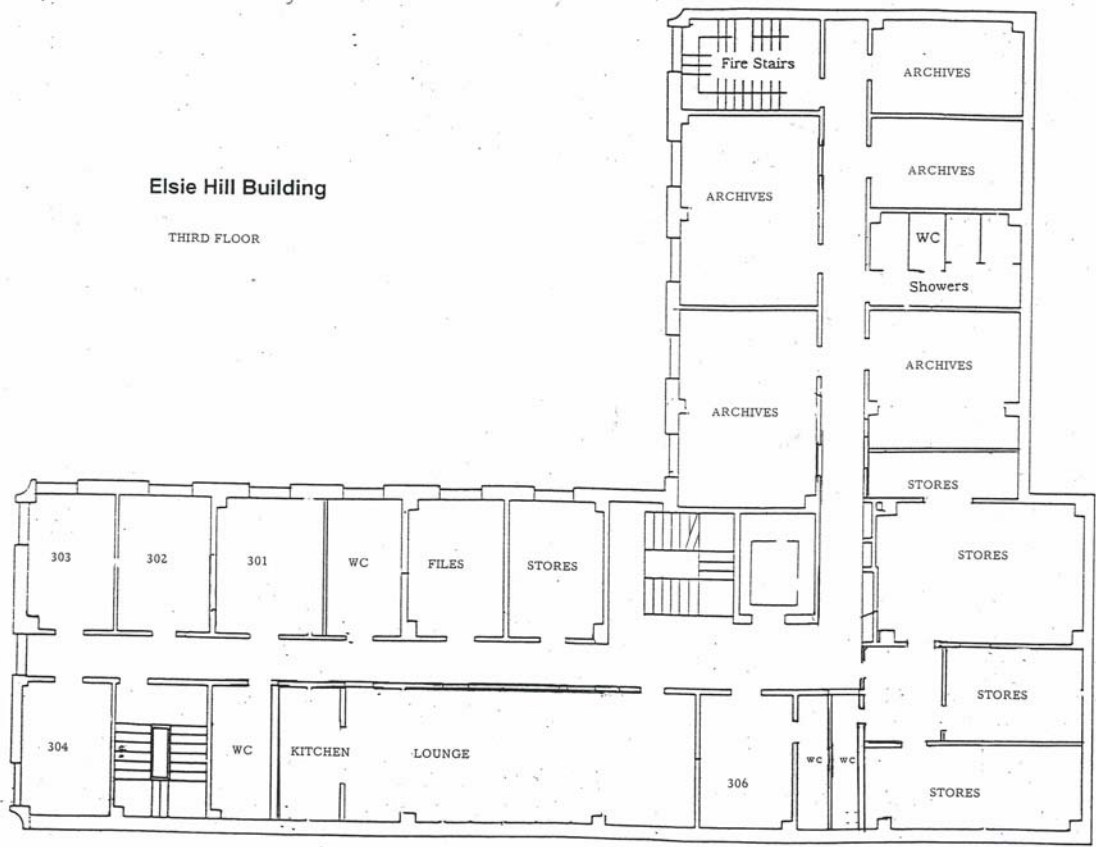 Fire Stairs
ARCHIVES
Elsie Hill Building
THIRD FLOOR
ARCHIVES
ARCHIVES
WC
Showers
ARCHIVES
ARCHIVES
STORES
303
302
301
WC
FILES
STORES
STORES
STORES
304
WC
KITCHEN
LOUNGE
306
WC
WC
STORES